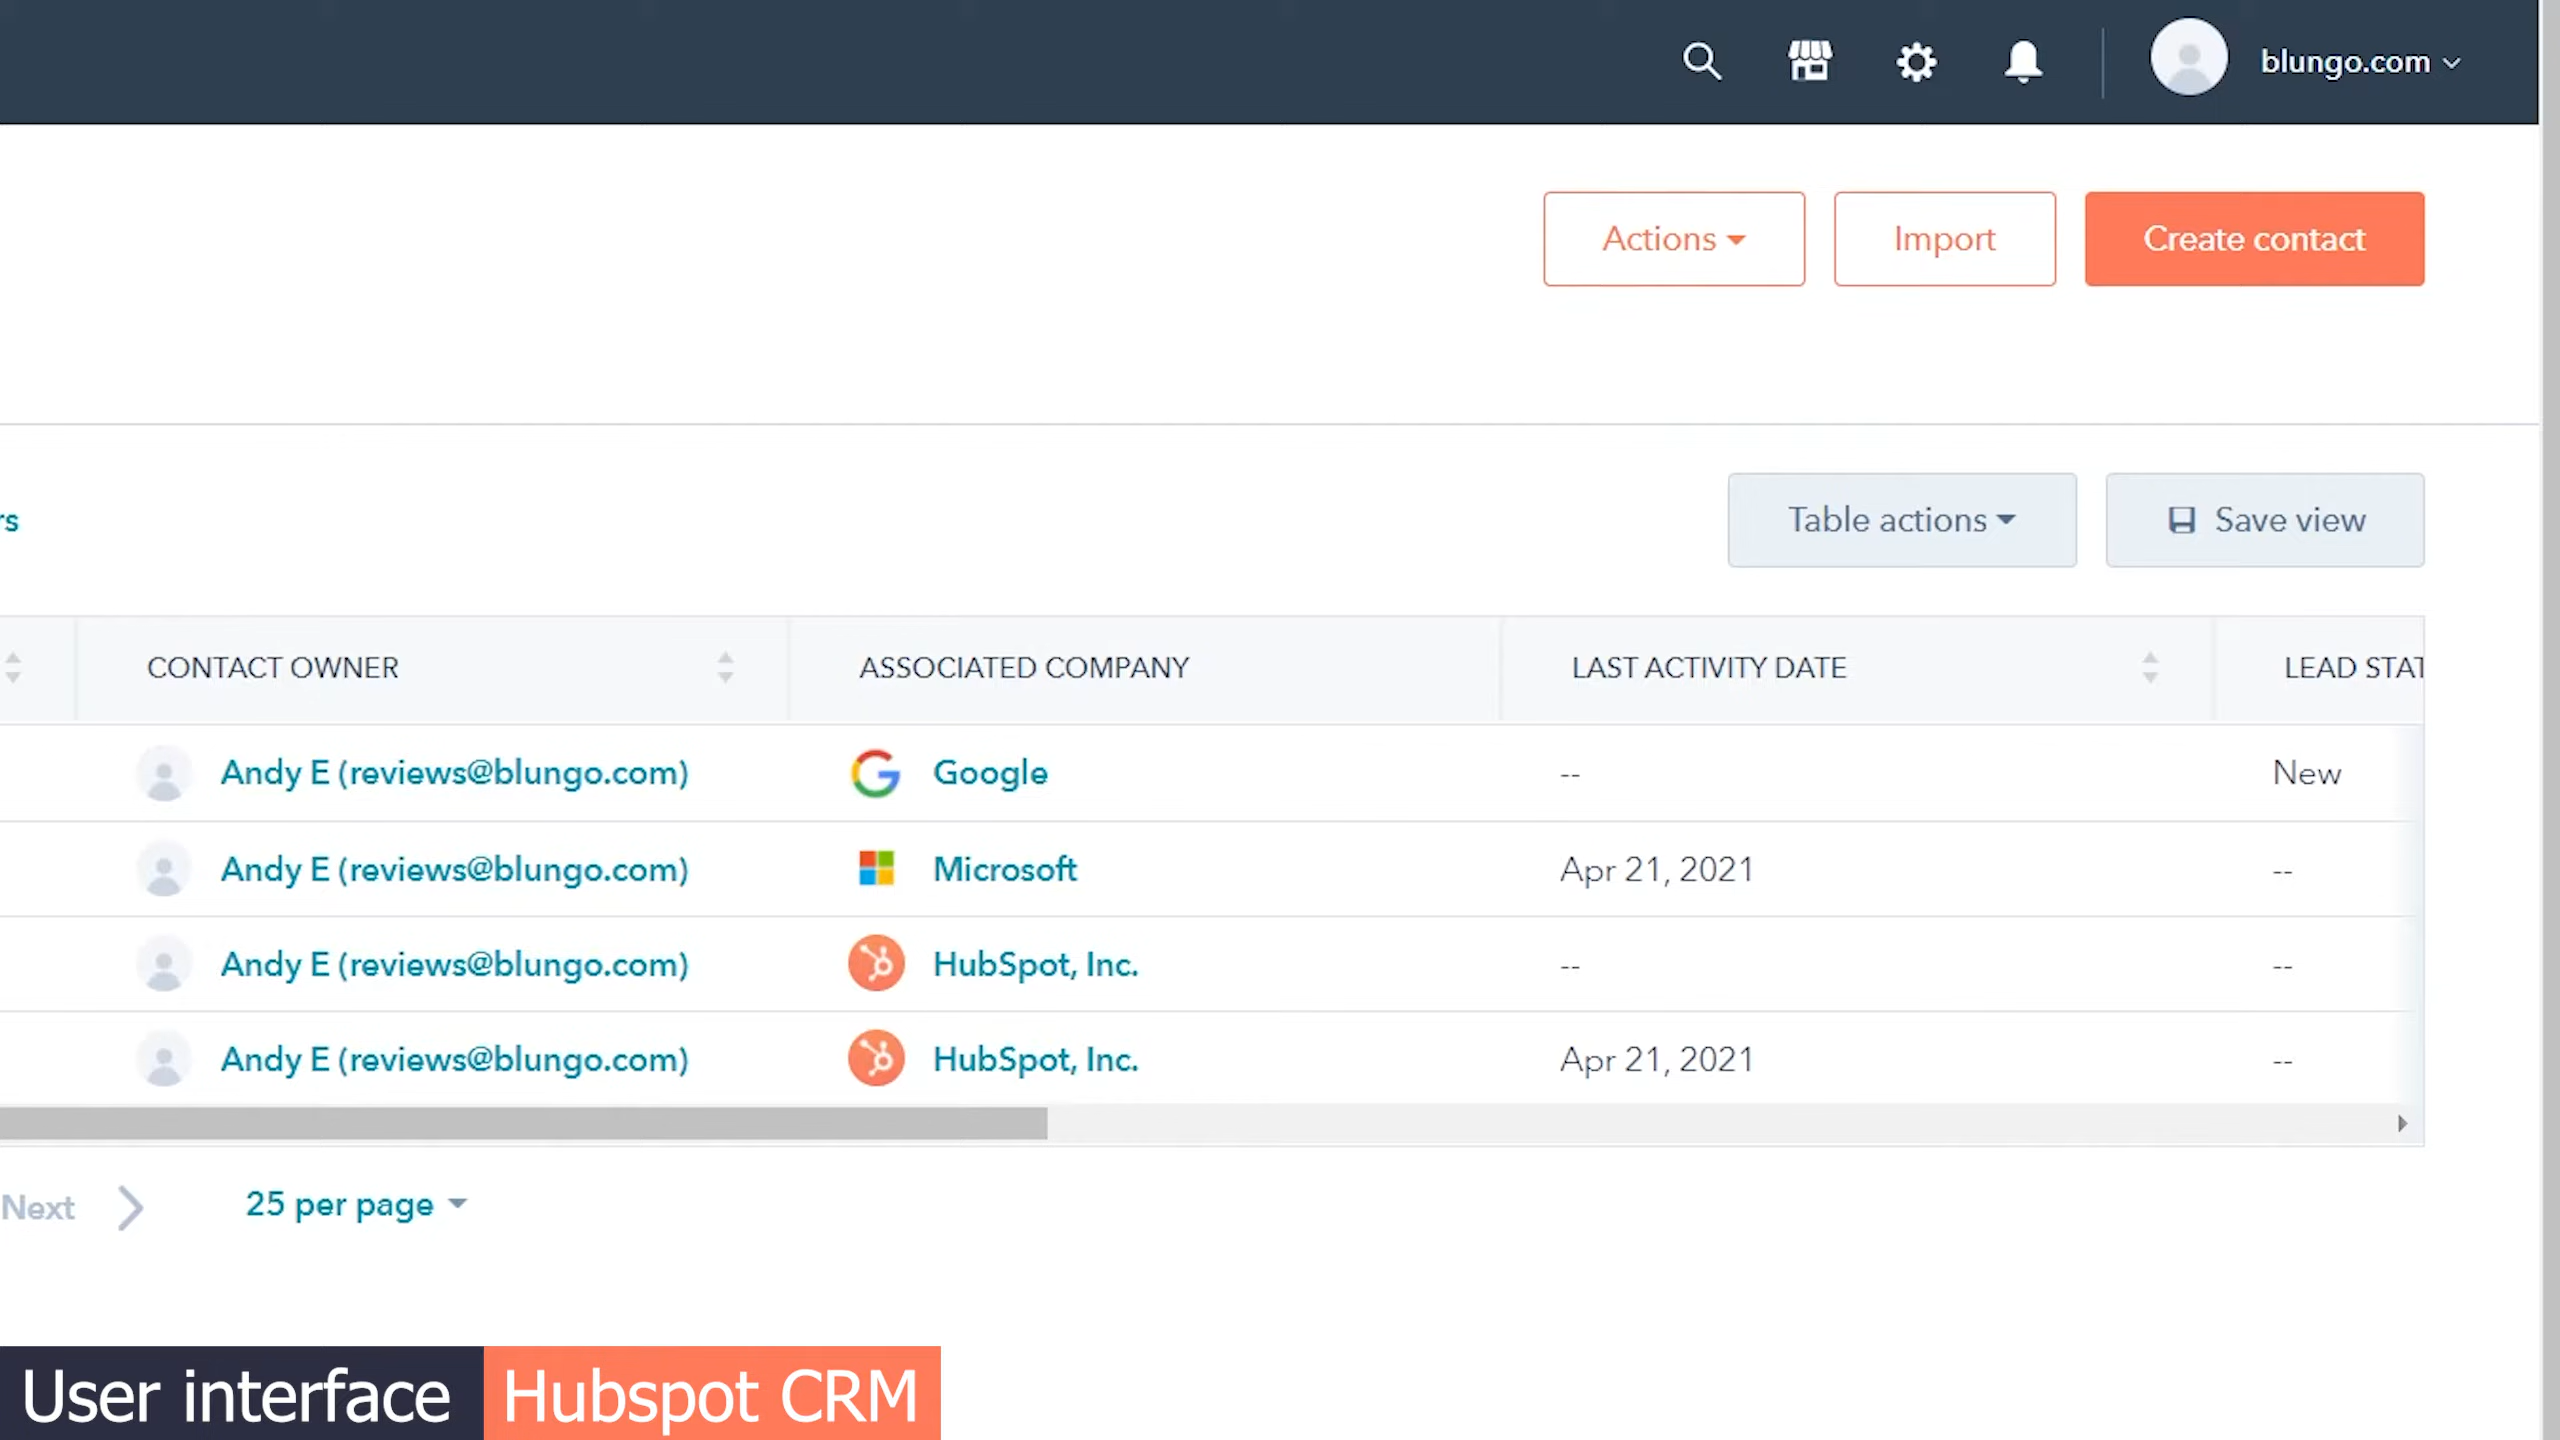 blungo.com
Actions
Import
Create contact
rs
Table actions
Save view
CONTACT OWNER
ASSOCIATED COMPANY
LAST ACTIVITY DATE
LEAD STAT
Andy E (reviews@blungo.com)
Google
--
New
Andy E (reviews@blungo.com)
Microsoft
Apr 21, 2021
--
Andy E (reviews@blungo.com)
HubSpot, Inc.
--
--
Andy E (reviews@blungo.com)
HubSpot, Inc.
Apr 21, 2021
--
Next
25 per page
User interface
Hubspot CRM